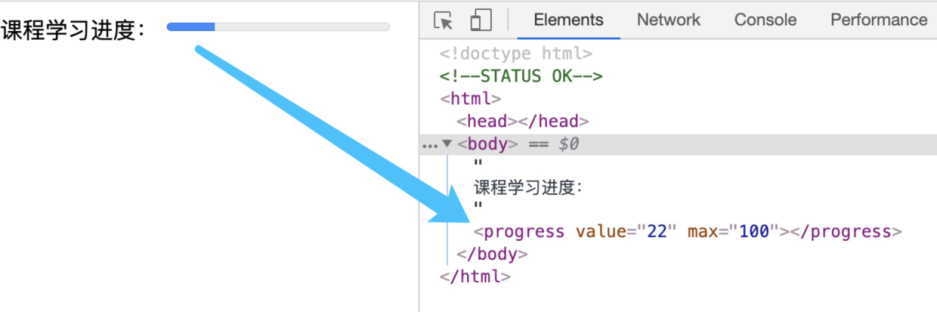 课程学习进度：
Elements Network Console Performance
<!doctype html>
<!--STATUS OK-->
<html>
<head></head>
... ▼ <body> == $0
"
课程学习进度：
"
<progress value="22" max="100"></progress>
</body>
</html>